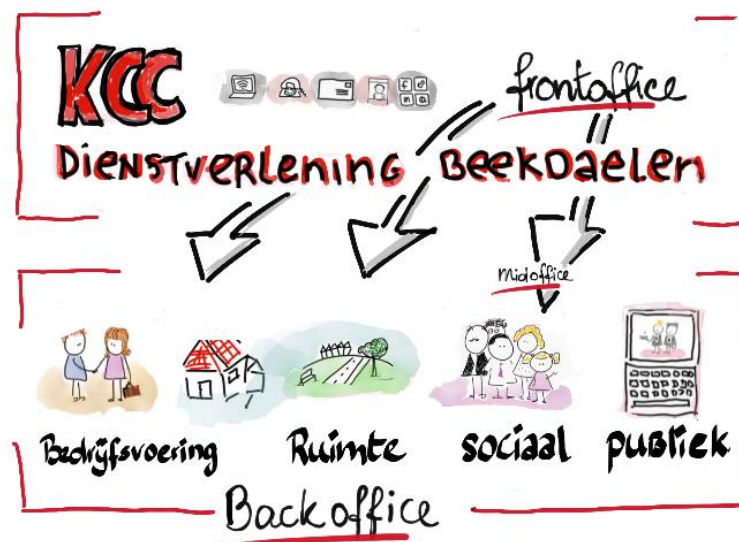 KCC
frontoffice
Dienstverlening Beekdaelen
Midoffice
Bedrijfsvoering Ruimte sociaal publiek
Backoffice